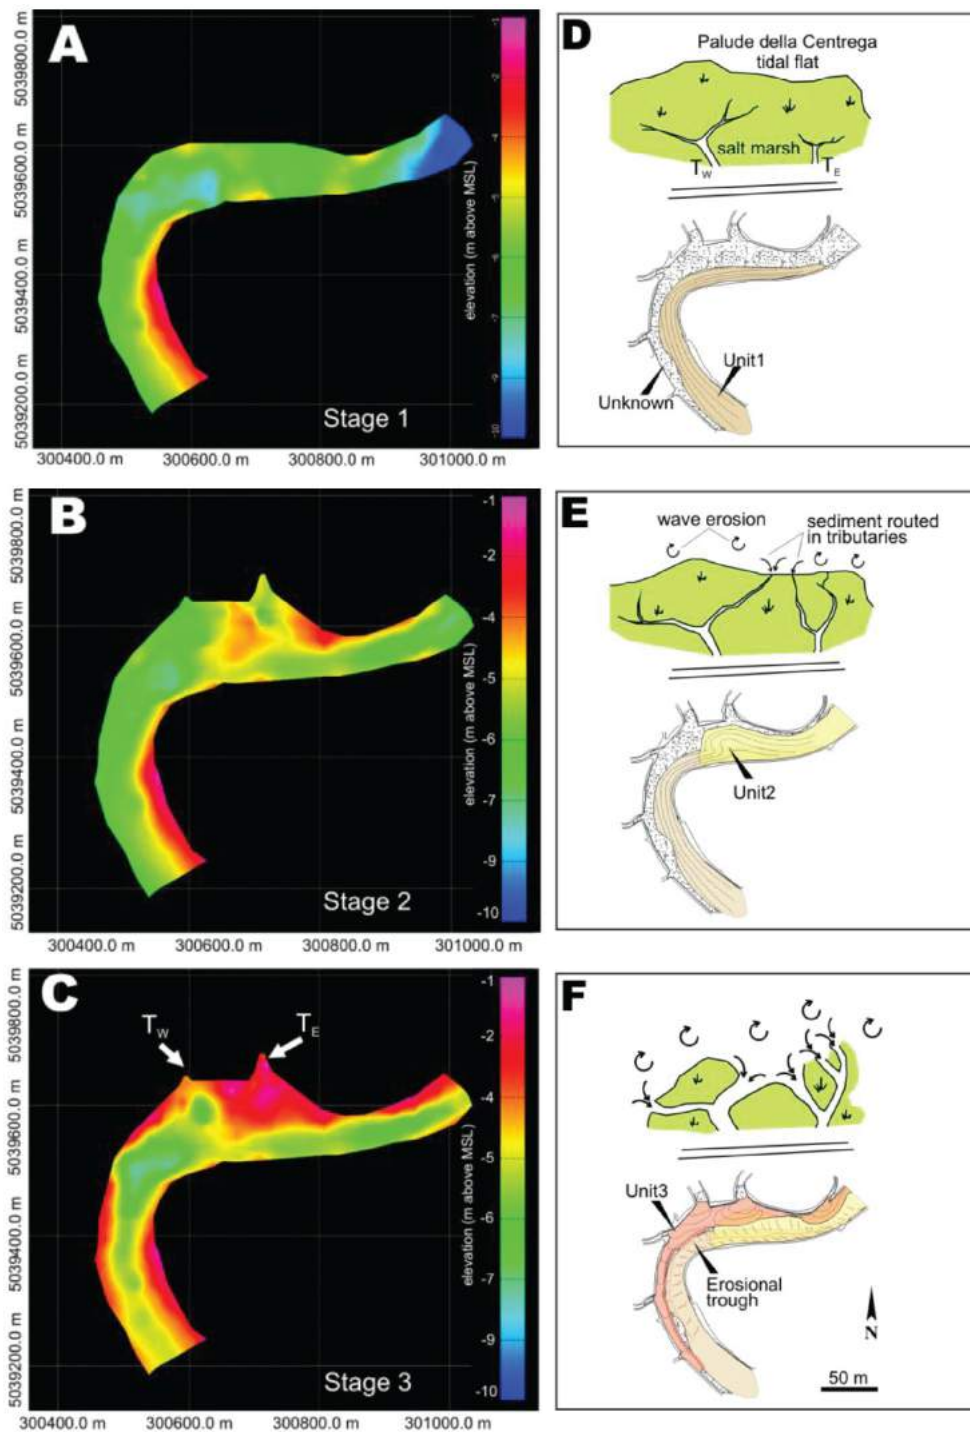 A
5039800.0 m
5039600.0 m
5039400.0 m
5039200.0 m
elevation (m above MSL)
-10
Stage 1
300400.0 m 300600.0 m 300800.0 m 301000.0 m
D
Palude della Centrega
tidal flat
salt marsh
TW
TE
Unit1
Unknown
B
5039800.0 m
5039600.0 m
5039400.0 m
5039200.0 m
-1
-2
-4
-5
-6
-7
-9
-10
elevation (m above MSL)
Stage 2
300400.0 m 300600.0 m 300800.0 m 301000.0 m
E
wave erosion
sediment routed
in tributaries
Unit2
C
TW
TE
5039800.0 m
5039600.0 m
5039400.0 m
5039200.0 m
-1
-2
-4
-5
-6
-7
-9
-10
elevation (m above MSL)
Stage 3
300400.0 m 300600.0 m 300800.0 m 301000.0 m
F
Unit3
Erosional
trough
N
50 m